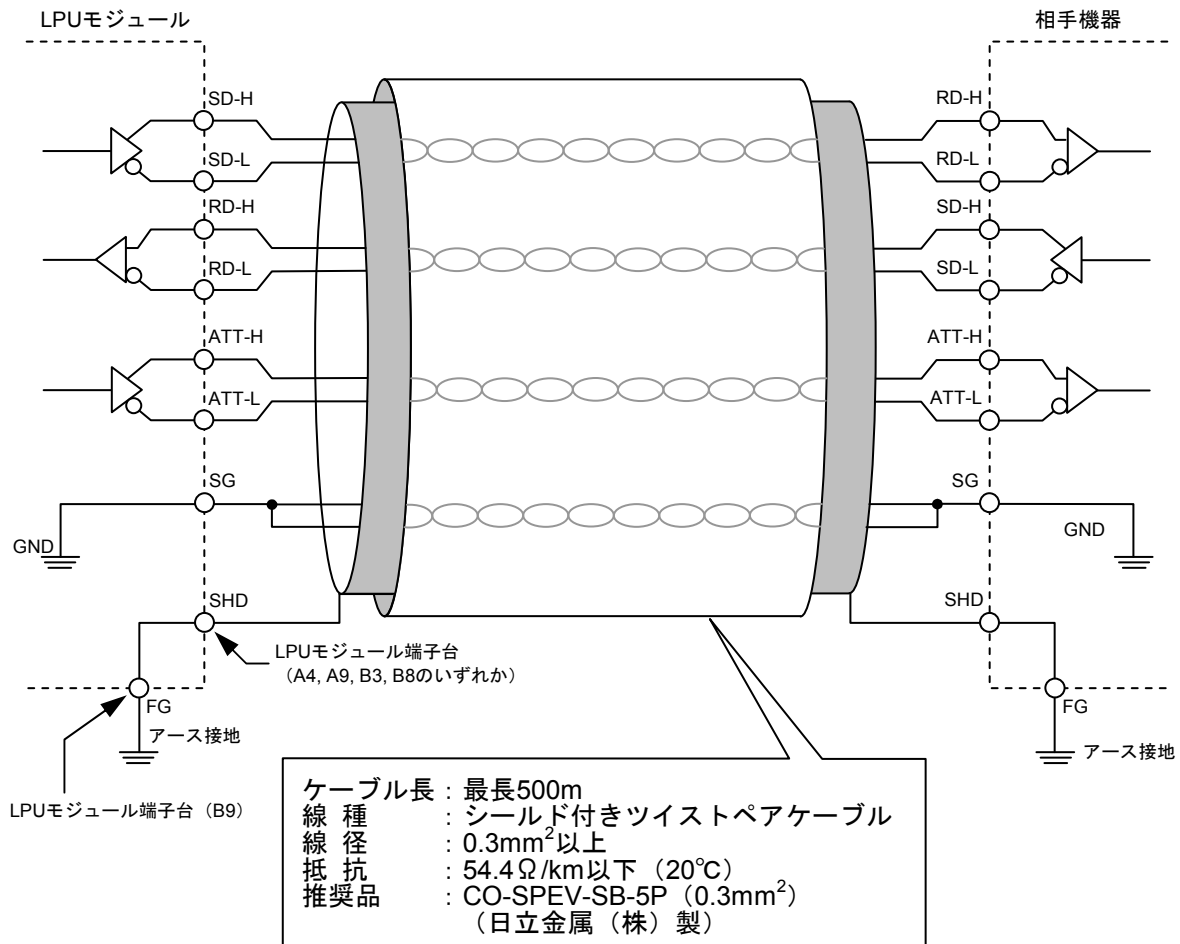 LPUモジュール
相手機器
SD-H
RD-H
SD-L
RD-L
RD-H
SD-H
RD-L
SD-L
ATT-H
ATT-H
ATT-L
ATT-L
SG
SG
GND
GND
SHD
SHD
LPUモジュール端子台
（A4, A9, B3, B8のいずれか）
FG
FG
アース接地
アース接地
LPUモジュール端子台（B9）
ケーブル長：最長500m
線 種：シールド付きツイストペアケーブル
線 径：0.3mm²以上
抵 抗：54.4Ω/km以下（20℃）
推奨品：CO-SPEV-SB-5P（0.3mm²）
（日立金属（株）製）